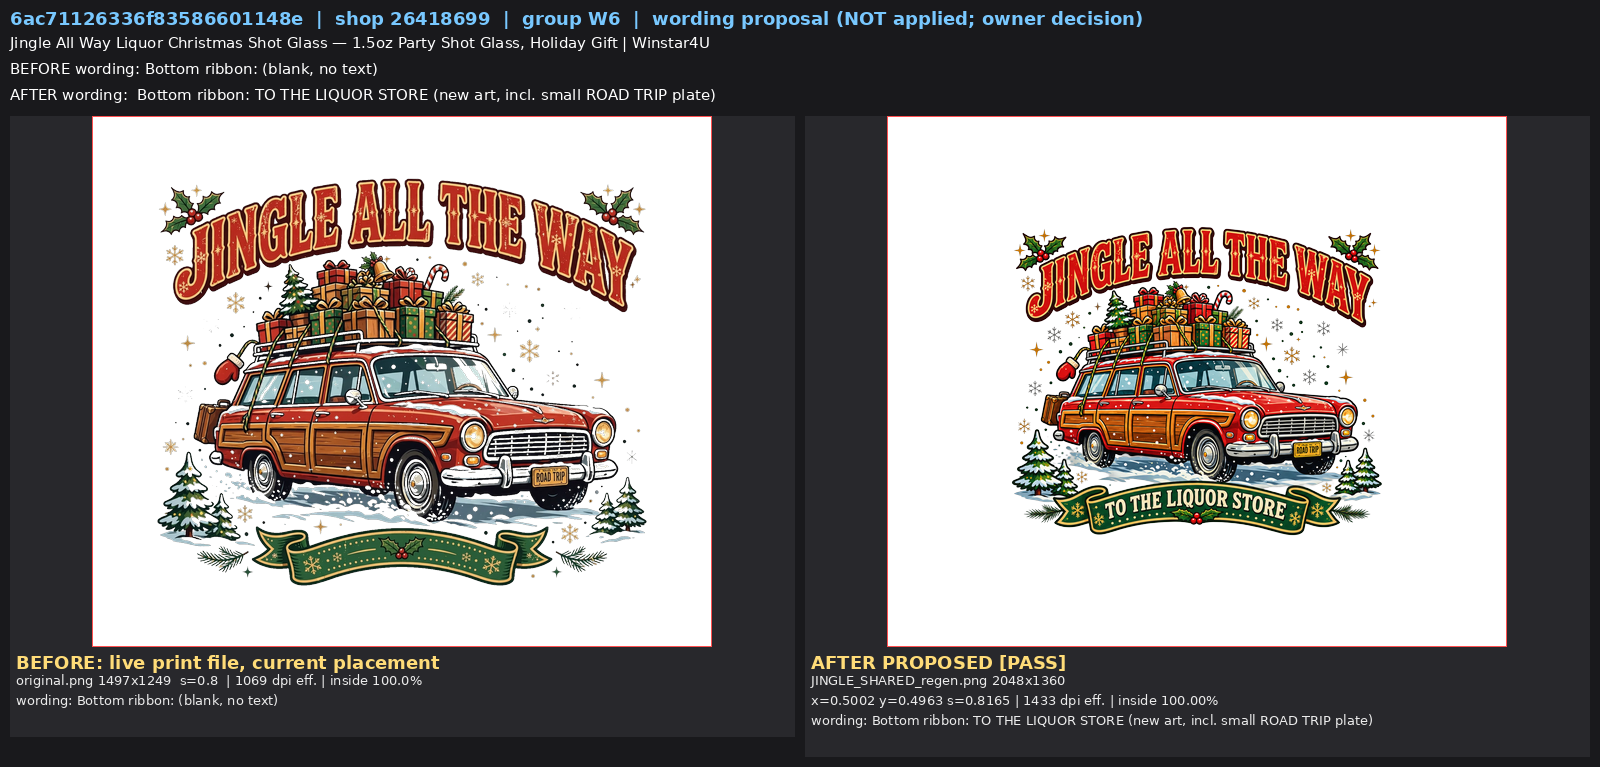 6ac71126336f83586601148e | shop 26418699 | group W6 | wording proposal (NOT applied; owner decision)
Jingle All Way Liquor Christmas Shot Glass — 1.5oz Party Shot Glass, Holiday Gift | Winstar4U
BEFORE wording: Bottom ribbon: (blank, no text)
AFTER wording: Bottom ribbon: TO THE LIQUOR STORE (new art, incl. small ROAD TRIP plate)
JINGLE ALL THE WAY
ROAD TRIP
BEFORE: live print file, current placement
original.png 1497x1249 s=0.8 | 1069 dpi eff. | inside 100.0%
wording: Bottom ribbon: (blank, no text)
JINGLE ALL THE WAY
ROAD TRIP
TO THE LIQUOR STORE
AFTER PROPOSED [PASS]
JINGLE_SHARED_regen.png 2048x1360
x=0.5002 y=0.4963 s=0.8165 | 1433 dpi eff. | inside 100.00%
wording: Bottom ribbon: TO THE LIQUOR STORE (new art, incl. small ROAD TRIP plate)